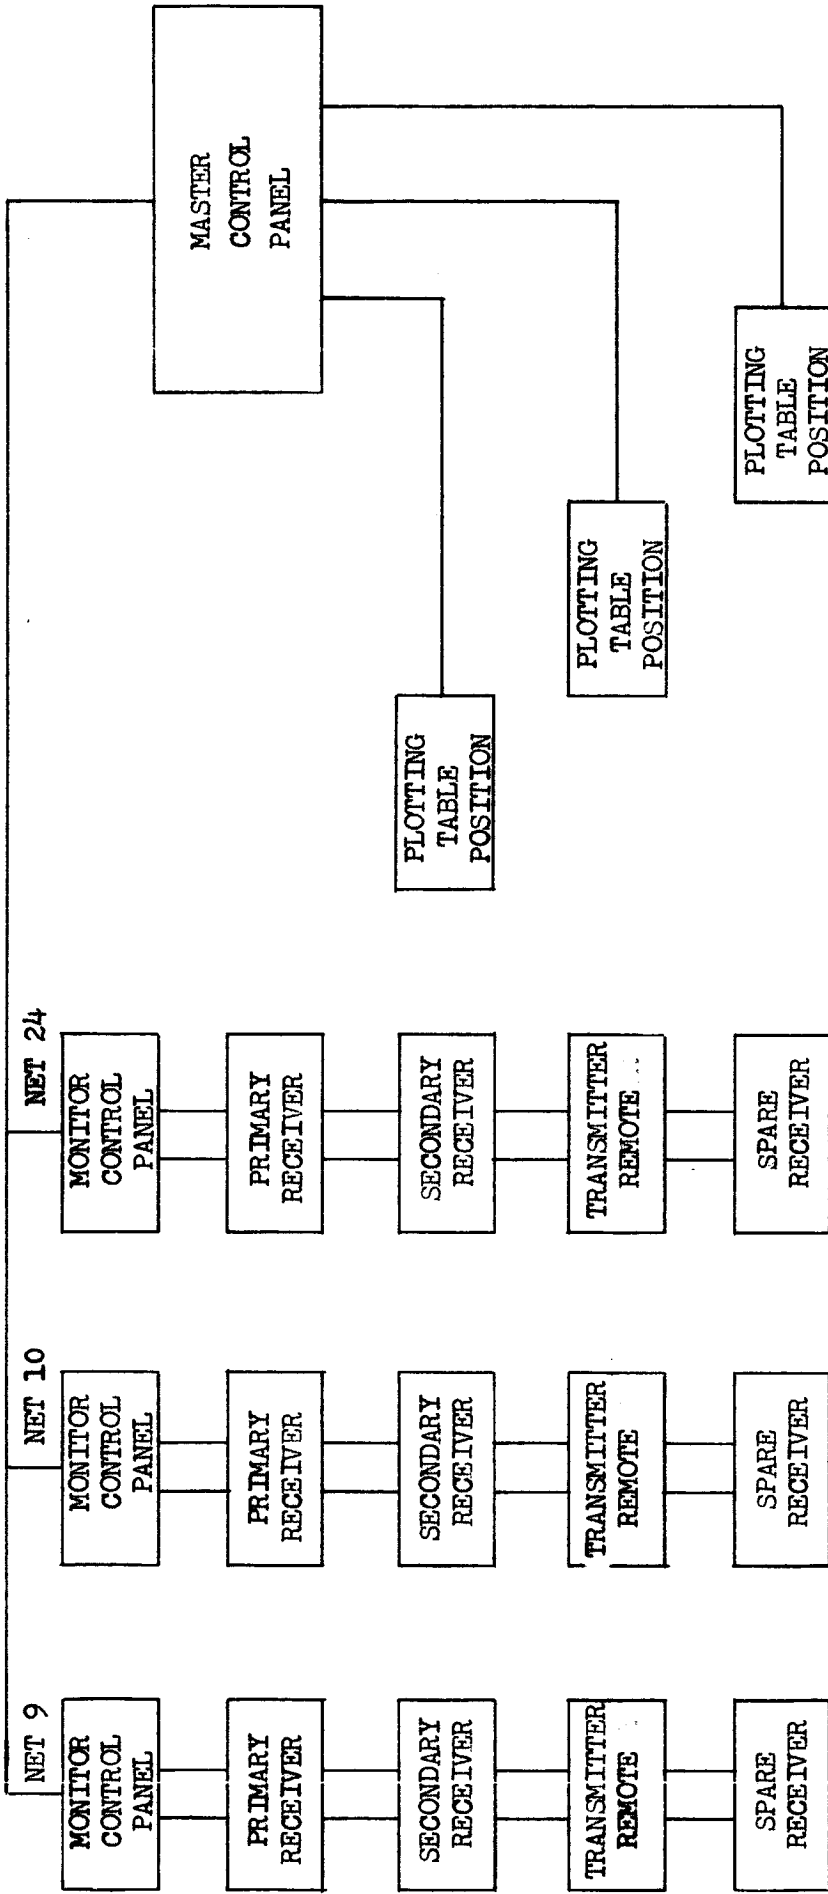 NET 9
MONITOR
CONTROL
PANEL
PRIMARY
RECEIVER
SECONDARY
RECEIVER
TRANSMITTER
REMOTE
SPARE
RECEIVER
NET 10
MONITOR
CONTROL
PANEL
PRIMARY
RECEIVER
SECONDARY
RECEIVER
TRANSMITTER
REMOTE
SPARE
RECEIVER
NET 24
MONITOR
CONTROL
PANEL
PRIMARY
RECEIVER
SECONDARY
RECEIVER
TRANSMITTER
REMOTE
SPARE
RECEIVER
PLOTTING
TABLE
POSITION
PLOTTING
TABLE
POSITION
PLOTTING
TABLE
POSITION
MASTER
CONTROL
PANEL